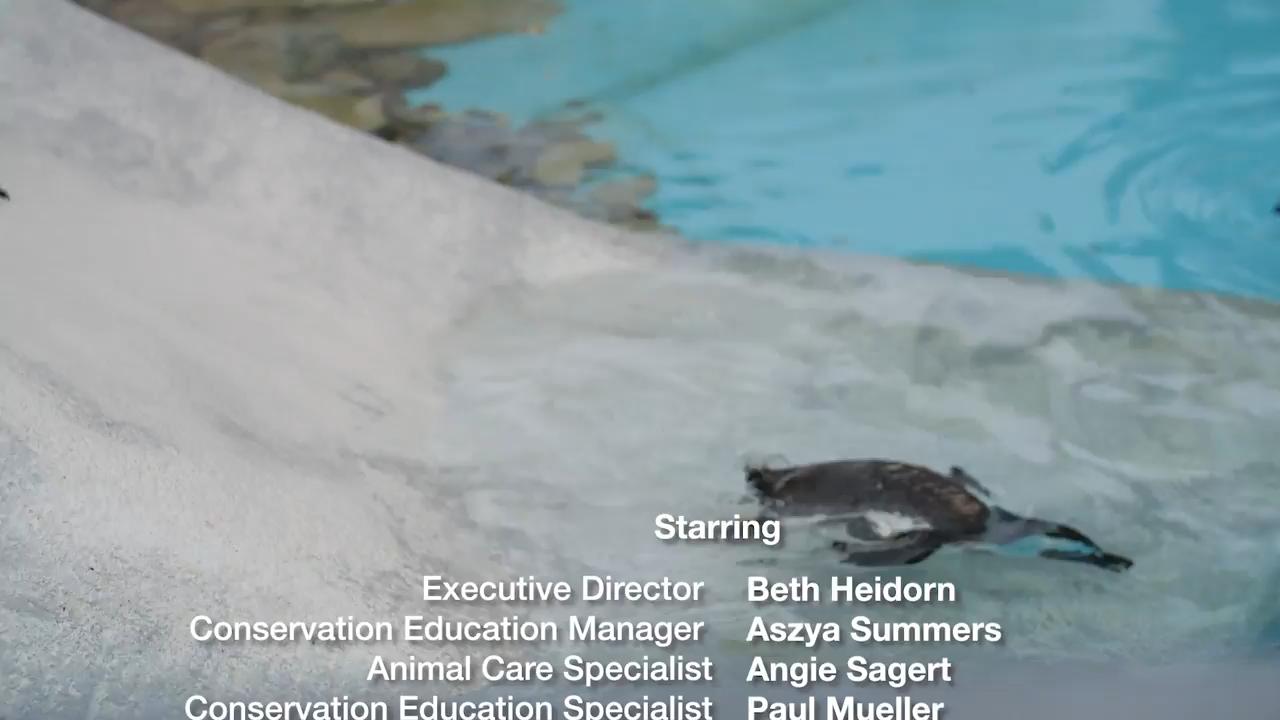 Starring
Executive Director Beth Heidorn
Conservation Education Manager Aszya Summers
Animal Care Specialist Angie Sagert
Conservation Education Specialist Paul Mueller